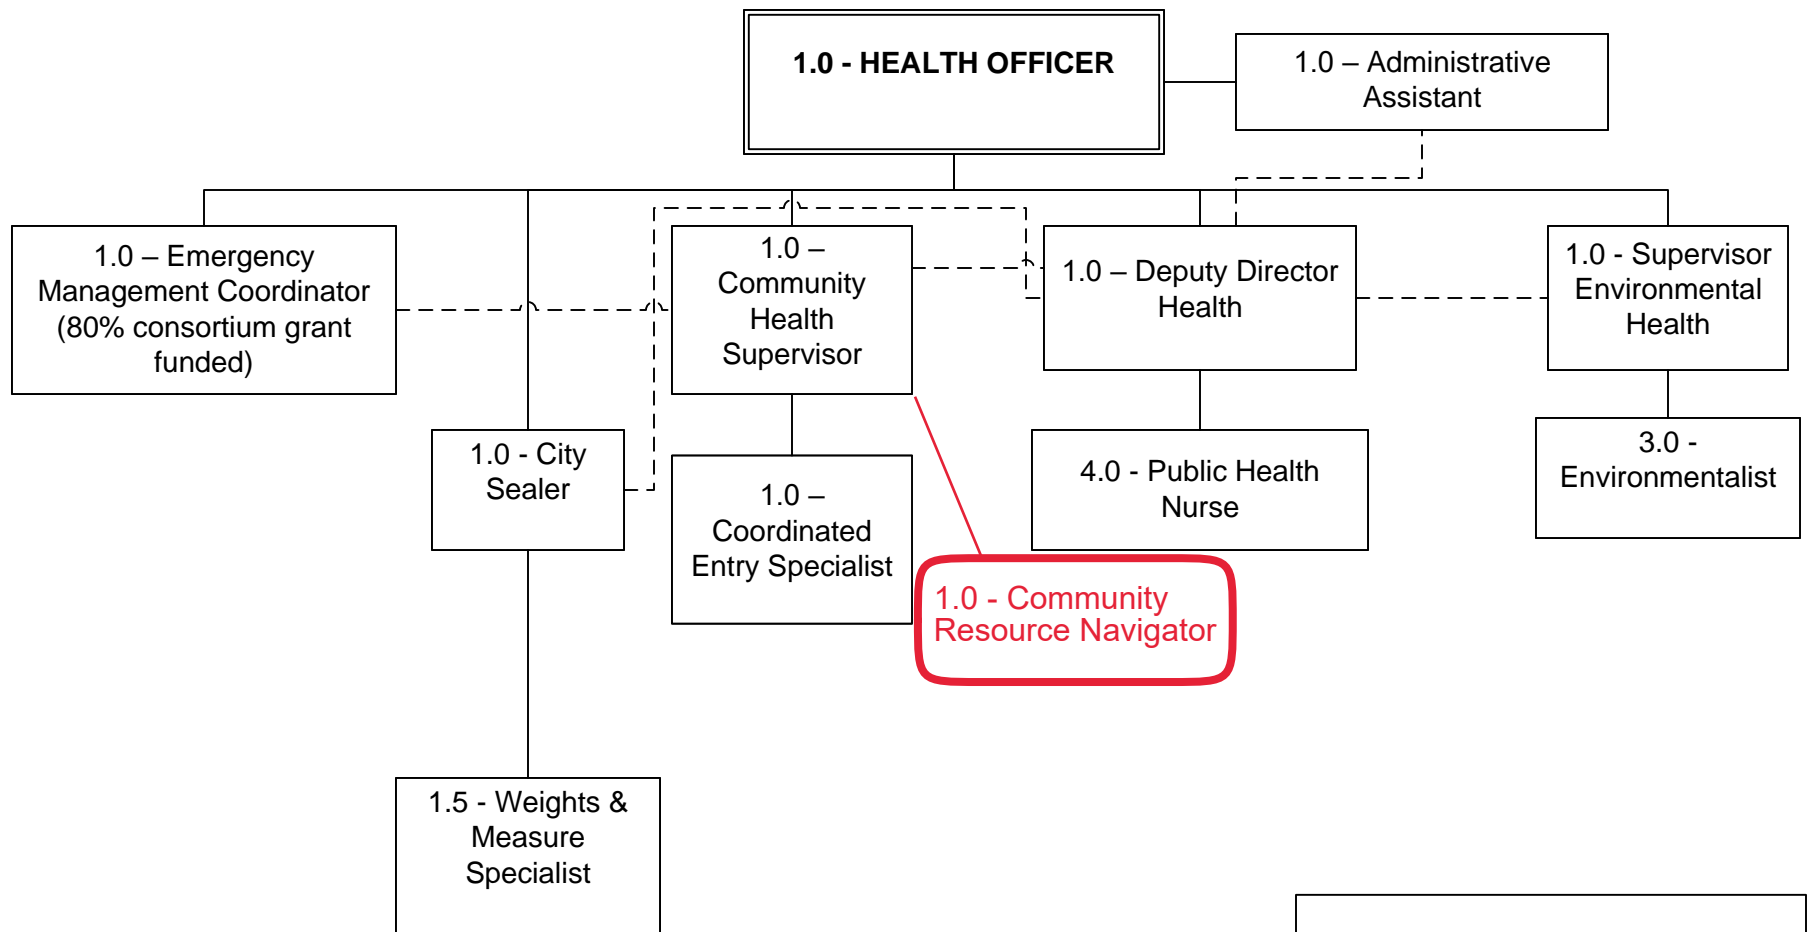 1.0 - HEALTH OFFICER
1.0 – Administrative
Assistant
1.0 – Emergency
Management Coordinator
(80% consortium grant
funded)
1.0 –
Community
Health
Supervisor
1.0 – Deputy Director
Health
1.0 - Supervisor
Environmental
Health
1.0 - City
Sealer
1.0 –
Coordinated
Entry Specialist
4.0 - Public Health
Nurse
3.0 -
Environmentalist
1.0 - Community
Resource Navigator
1.5 - Weights &
Measure
Specialist